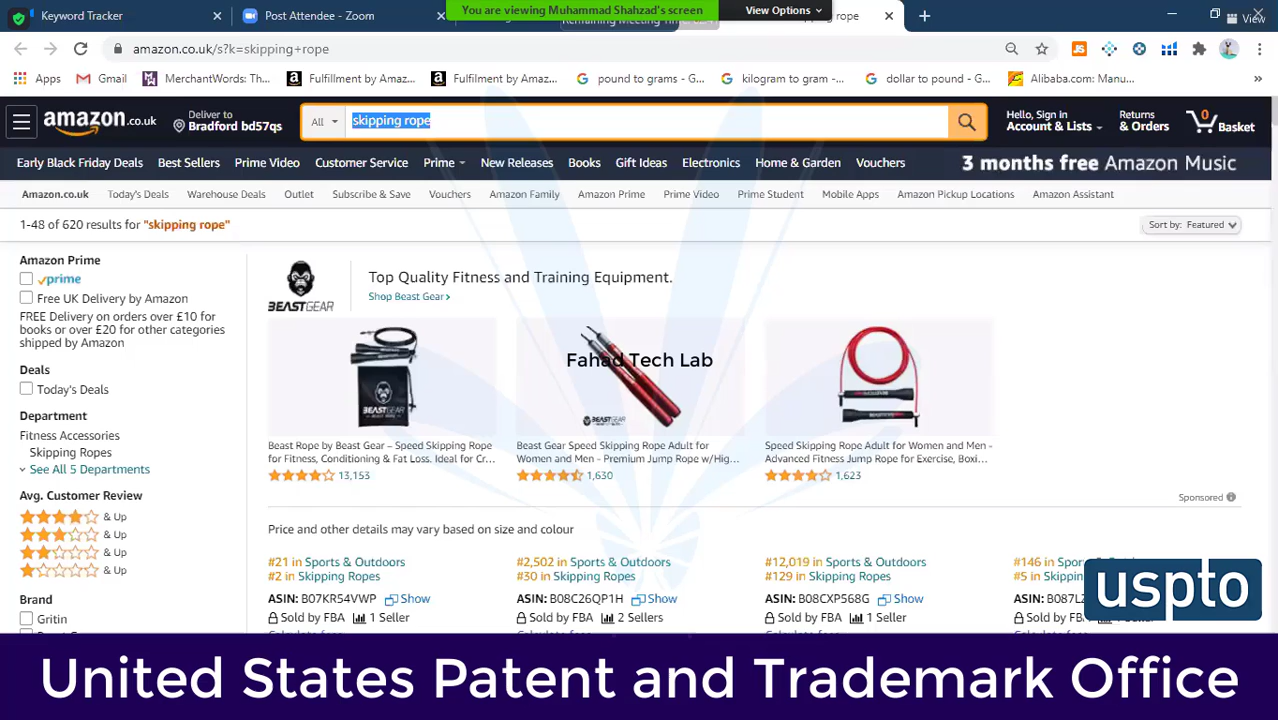 Keyword Tracker
Post Attendee - Zoom
You are viewing Muhammad Shahzad's screen
View Options
View
amazon.co.uk/s?k=skipping+rope
Apps
Gmail
MerchantWords: Th...
Fulfillment by Amaz...
Fulfilment by Amaz...
pound to grams - G...
kilogram to gram -...
dollar to pound - G...
Alibaba.com: Manu...
amazon.co.uk
Deliver to
Bradford bd57qs
All
skipping rope
Hello, Sign in
Account & Lists
Returns
& Orders
0
Basket
Early Black Friday Deals
Best Sellers
Prime Video
Customer Service
Prime
New Releases
Books
Gift Ideas
Electronics
Home & Garden
Vouchers
3 months free Amazon Music
Amazon.co.uk
Today's Deals
Warehouse Deals
Outlet
Subscribe & Save
Vouchers
Amazon Family
Amazon Prime
Prime Video
Prime Student
Mobile Apps
Amazon Pickup Locations
Amazon Assistant
1-48 of 620 results for "skipping rope"
Sort by: Featured
Amazon Prime
prime
Free UK Delivery by Amazon
FREE Delivery on orders over £10 for
books or over £20 for other categories
shipped by Amazon
Deals
Today's Deals
Department
Fitness Accessories
Skipping Ropes
See All 5 Departments
Avg. Customer Review
& Up
& Up
& Up
& Up
Brand
Gritin
BEASTGEAR
Top Quality Fitness and Training Equipment.
Shop Beast Gear ›
BEASTGEAR
BEASTGEAR
Fahad Tech Lab
Beast Rope by Beast Gear – Speed Skipping Rope
for Fitness, Conditioning & Fat Loss. Ideal for Cr...
13,153
Beast Gear Speed Skipping Rope Adult for
Women and Men - Premium Jump Rope w/Hig...
1,630
Speed Skipping Rope Adult for Women and Men -
Advanced Fitness Jump Rope for Exercise, Boxi...
1,623
Sponsored
Price and other details may vary based on size and colour
#21 in Sports & Outdoors
#2 in Skipping Ropes
ASIN: B07KR54VWP Show
Sold by FBA 1 Seller
#2,502 in Sports & Outdoors
#30 in Skipping Ropes
ASIN: B08C26QP1H Show
Sold by FBA 2 Sellers
#12,019 in Sports & Outdoors
#129 in Skipping Ropes
ASIN: B08CXP568G Show
Sold by FBA 1 Seller
#146 in
#5 in Skipping Ropes
ASIN:
Sold by FBA
uspto
United States Patent and Trademark Office